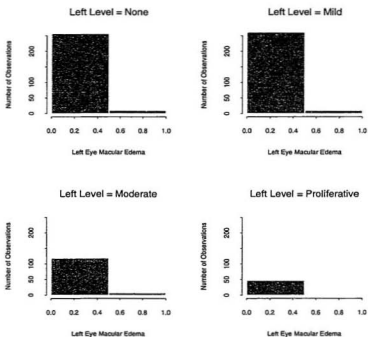 Left Level = None
Number of Observations
0 50 100 200
0.0 0.2 0.4 0.6 0.8 1.0
Left Eye Macular Edema
Left Level = Mild
Number of Observations
0 50 100 200
0.0 0.2 0.4 0.6 0.8 1.0
Left Eye Macular Edema
Left Level = Moderate
Number of Observations
0 50 100 200
0.0 0.2 0.4 0.6 0.8 1.0
Left Eye Macular Edema
Left Level = Proliferative
Number of Observations
0 50 100 200
0.0 0.2 0.4 0.6 0.8 1.0
Left Eye Macular Edema